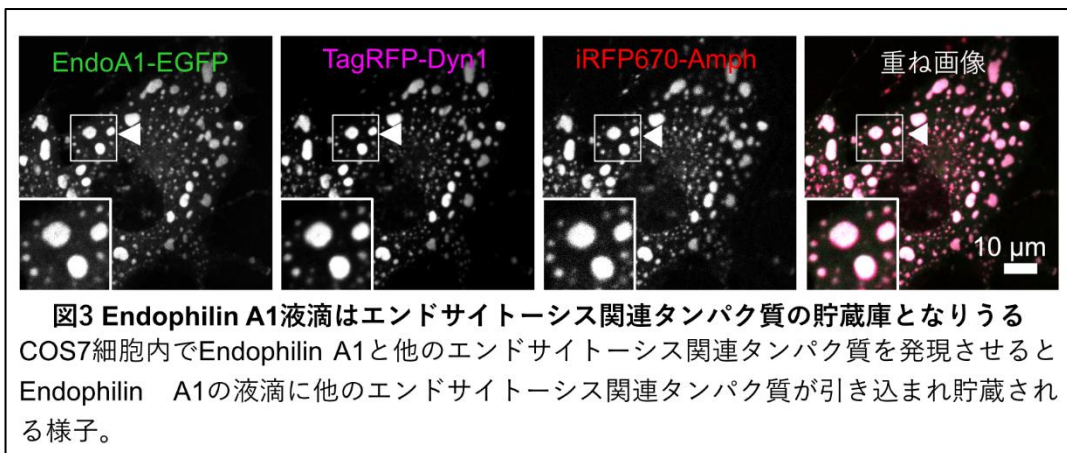 EndoA1-EGFP
TagRFP-Dyn1
iRFP670-Amph
重ね画像
10 μm
図3 Endophilin A1液滴はエンドサイトーシス関連タンパク質の貯蔵庫となりうる
COS7細胞内でEndophilin A1と他のエンドサイトーシス関連タンパク質を発現させると
Endophilin A1の液滴に他のエンドサイトーシス関連タンパク質が引き込まれ貯蔵され
る様子。